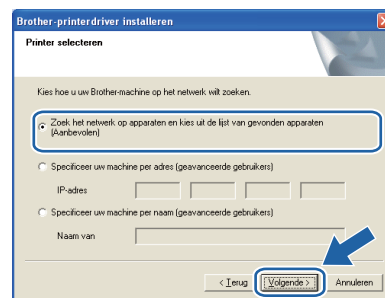 Brother-printerdriver installeren
Printer selecteren
Kies hoe u uw Brother-machine op het netwerk wilt zoeken.
Zoek het netwerk op apparaten en kies uit de lijst van gevonden apparaten
(Aanbevolen)
Specificeer uw machine per adres (geavanceerde gebruikers)
IP-adres
Specificeer uw machine per naam (geavanceerde gebruikers)
Naam van
< Terug
Volgende >
Annuleren